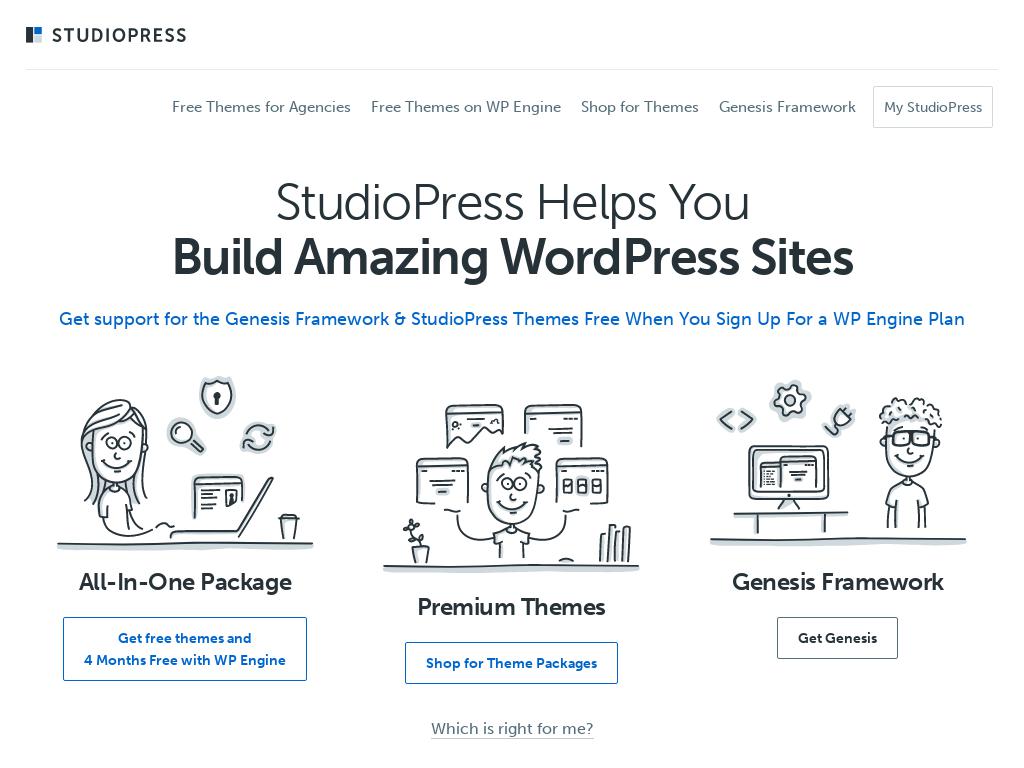 STUDIOPRESS
Free Themes for Agencies
Free Themes on WP Engine
Shop for Themes
Genesis Framework
My StudioPress
StudioPress Helps You
Build Amazing WordPress Sites
Get support for the Genesis Framework & StudioPress Themes Free When You Sign Up For a WP Engine Plan
All-In-One Package
Get free themes and
4 Months Free with WP Engine
Premium Themes
Shop for Theme Packages
Genesis Framework
Get Genesis
Which is right for me?